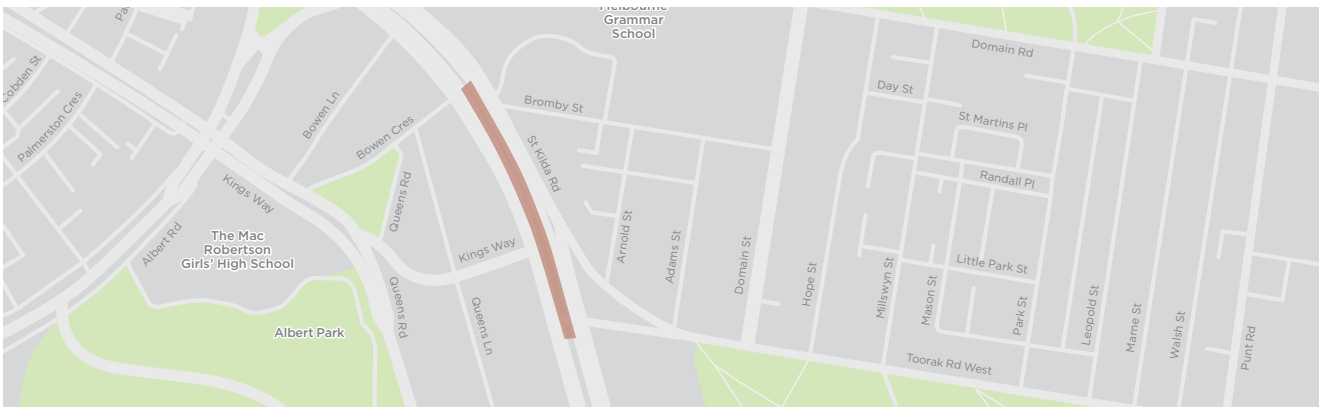 Melbourne
Grammar
School
Domain Rd
Pa
Cobden St
Palmerston Cres
Bowen Ln
Bowen Cres
Bromby St
St Kilda Rd
Day St
St Martins Pl
Randall Pl
Kings Way
Albert Rd
The Mac
Robertson
Girls' High School
Queens Rd
Kings Way
Arnold St
Adams St
Domain St
Hope St
Millswyn St
Mason St
Little Park St
Park St
Leopold St
Marne St
Walsh St
Punt Rd
Albert Park
Queens Rd
Queens Ln
Toorak Rd West